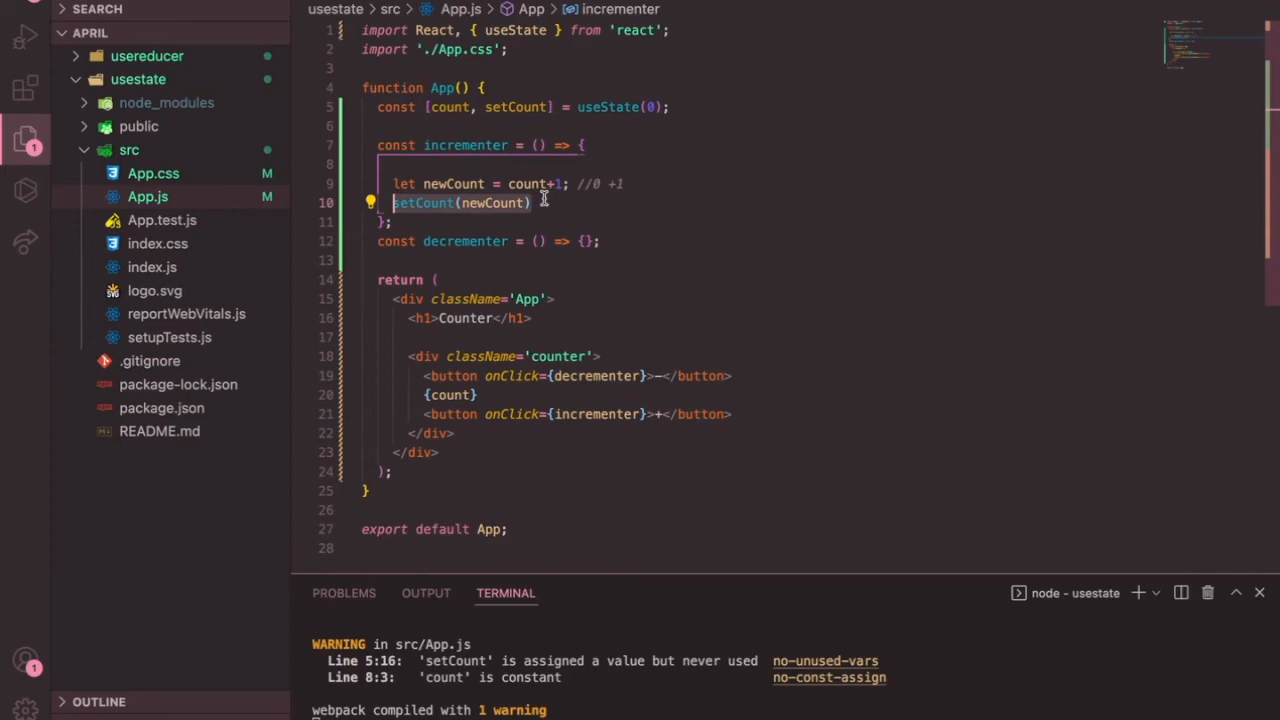 SEARCH
APRIL
usereducer
usestate
node_modules
public
src
App.css M
App.js M
App.test.js
index.css
index.js
logo.svg
reportWebVitals.js
setupTests.js
.gitignore
package-lock.json
package.json
README.md
OUTLINE
1
1
usestate > src > App.js > App > incrementer
1 import React, { useState } from 'react';
2 import './App.css';
3
4 function App() {
5 const [count, setCount] = useState(0);
6
7 const incrementer = () => {
8
9 let newCount = count+1; //0 +1
10 setCount(newCount)
11 };
12 const decrementer = () => {};
13
14 return (
15 <div className='App'>
16 <h1>Counter</h1>
17
18 <div className='counter'>
19 <button onClick={decrementer}>-</button>
20 {count}
21 <button onClick={incrementer}>+</button>
22 </div>
23 </div>
24 );
25 }
26
27 export default App;
28
PROBLEMS OUTPUT TERMINAL node - usestate
WARNING in src/App.js
Line 5:16: 'setCount' is assigned a value but never used no-unused-vars
Line 8:3: 'count' is constant no-const-assign
webpack compiled with 1 warning